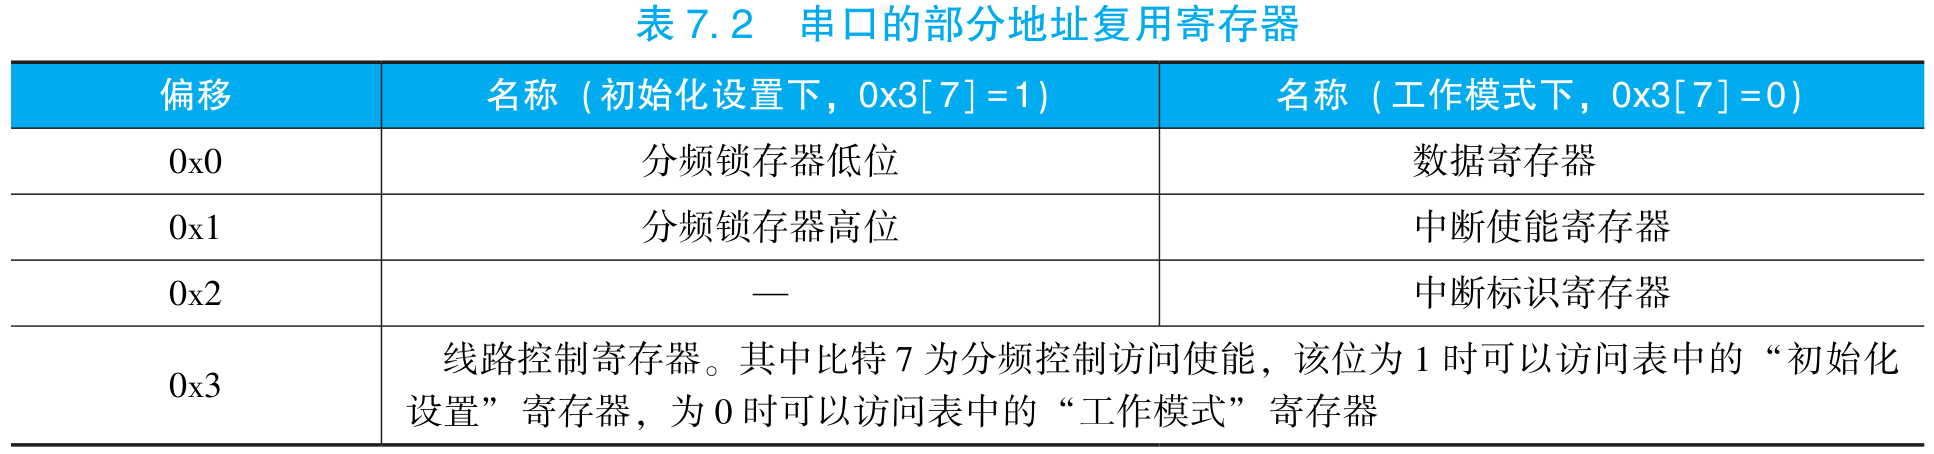 表 7. 2 串口的部分地址复用寄存器
偏移 名称（初始化设置下，0x3[7]=1） 名称（工作模式下，0x3[7]=0）
0x0 分频锁存器低位 数据寄存器
0x1 分频锁存器高位 中断使能寄存器
0x2 — 中断标识寄存器
0x3 线路控制寄存器。其中比特 7 为分频控制访问使能，该位为 1 时可以访问表中的“初始化
设置”寄存器，为 0 时可以访问表中的“工作模式”寄存器